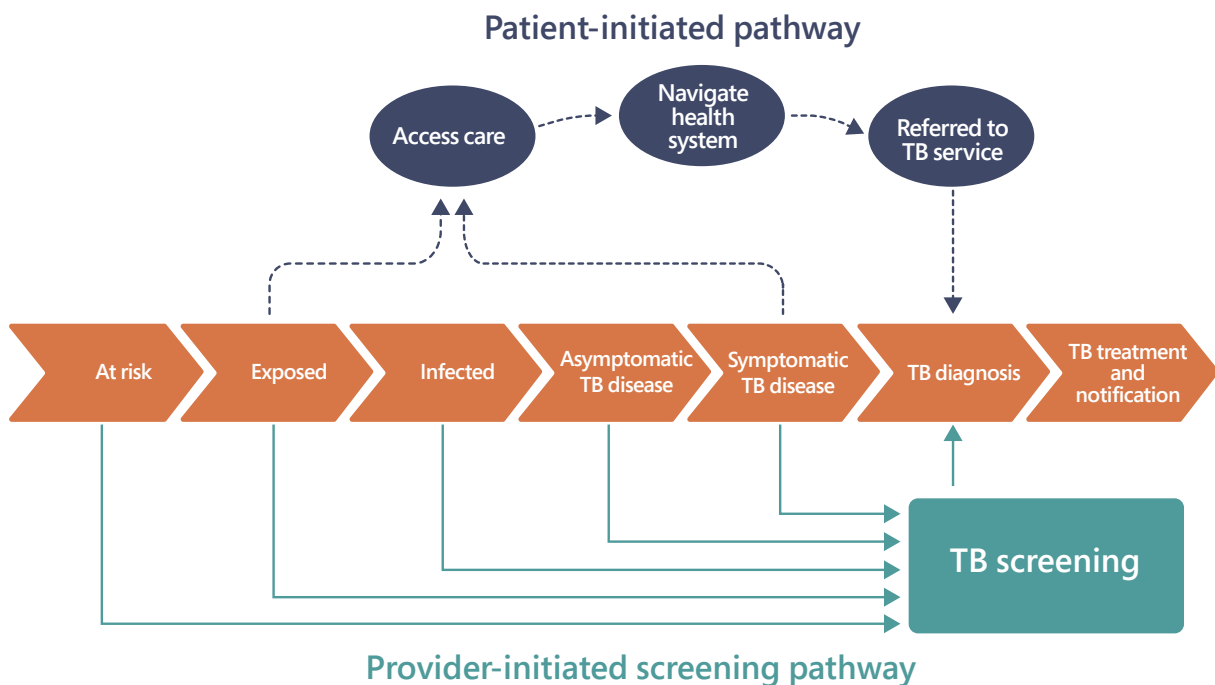 Patient-initiated pathway
Access care
Navigate
health
system
Referred to
TB service
At risk
Exposed
Infected
Asymptomatic
TB disease
Symptomatic
TB disease
TB diagnosis
TB treatment
and
notification
TB screening
Provider-initiated screening pathway